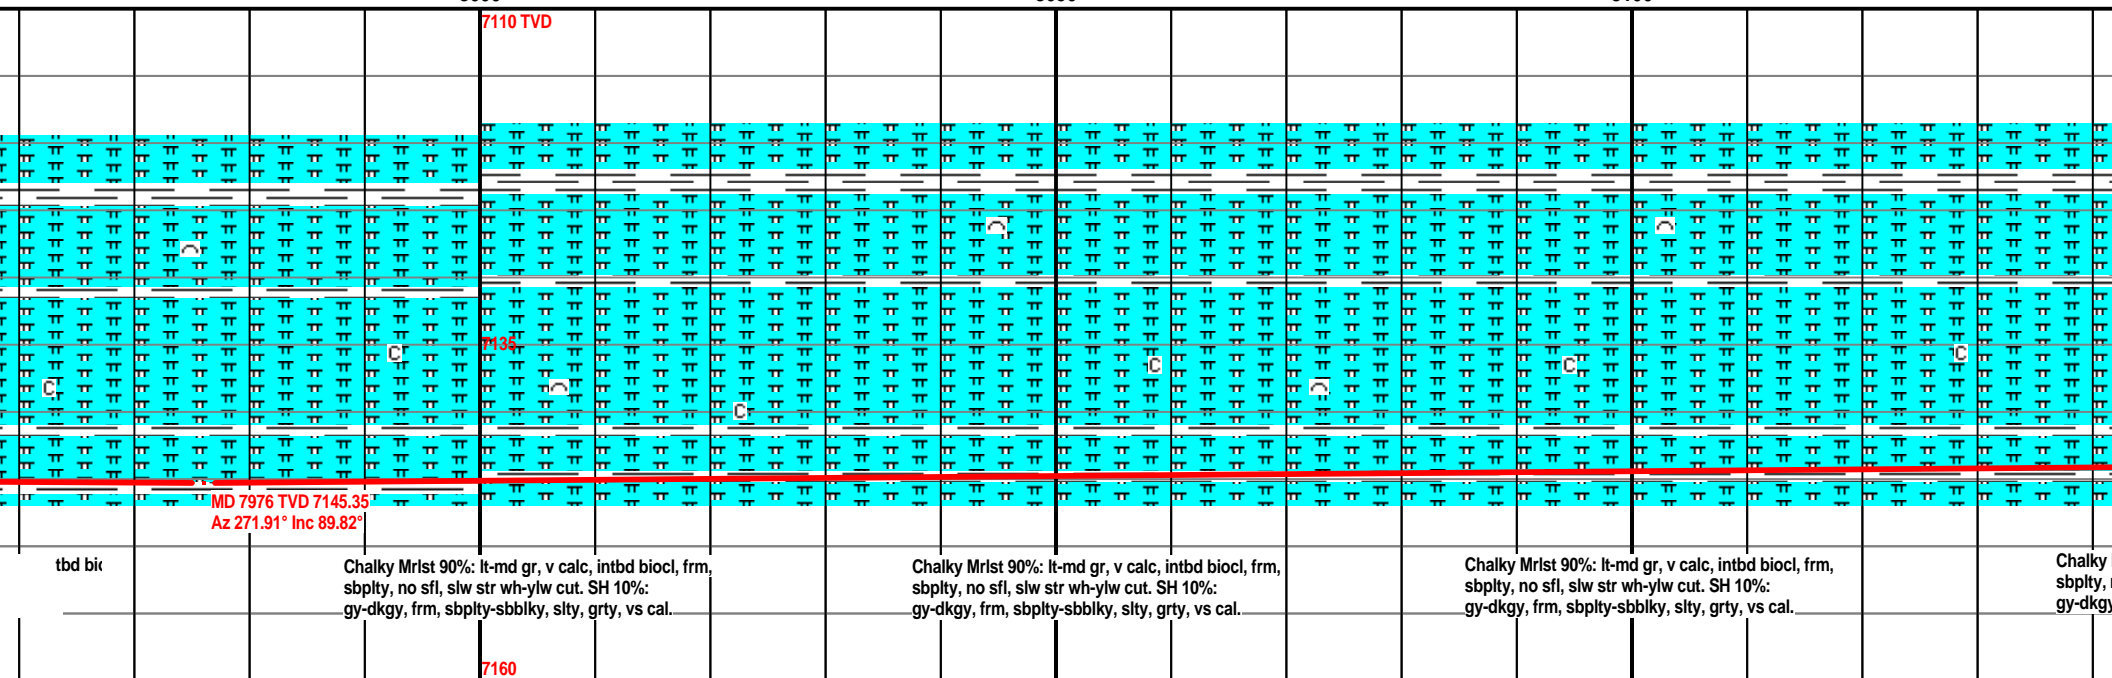 7110 TVD
7135
MD 7976 TVD 7145.35
Az 271.91° Inc 89.82°
tbd bio
Chalky Mrlst 90%: lt-md gr, v calc, intbd biocl, frm,
sbplty, no sfl, slw str wh-ylw cut. SH 10%:
gy-dkgy, frm, sbplty-sbblky, slty, grty, vs cal.
Chalky Mrlst 90%: lt-md gr, v calc, intbd biocl, frm,
sbplty, no sfl, slw str wh-ylw cut. SH 10%:
gy-dkgy, frm, sbplty-sbblky, slty, grty, vs cal.
Chalky Mrlst 90%: lt-md gr, v calc, intbd biocl, frm,
sbplty, no sfl, slw str wh-ylw cut. SH 10%:
gy-dkgy, frm, sbplty-sbblky, slty, grty, vs cal.
Chalky
sbplty,
gy-dkgy
7160
C
C
C
C
C
C